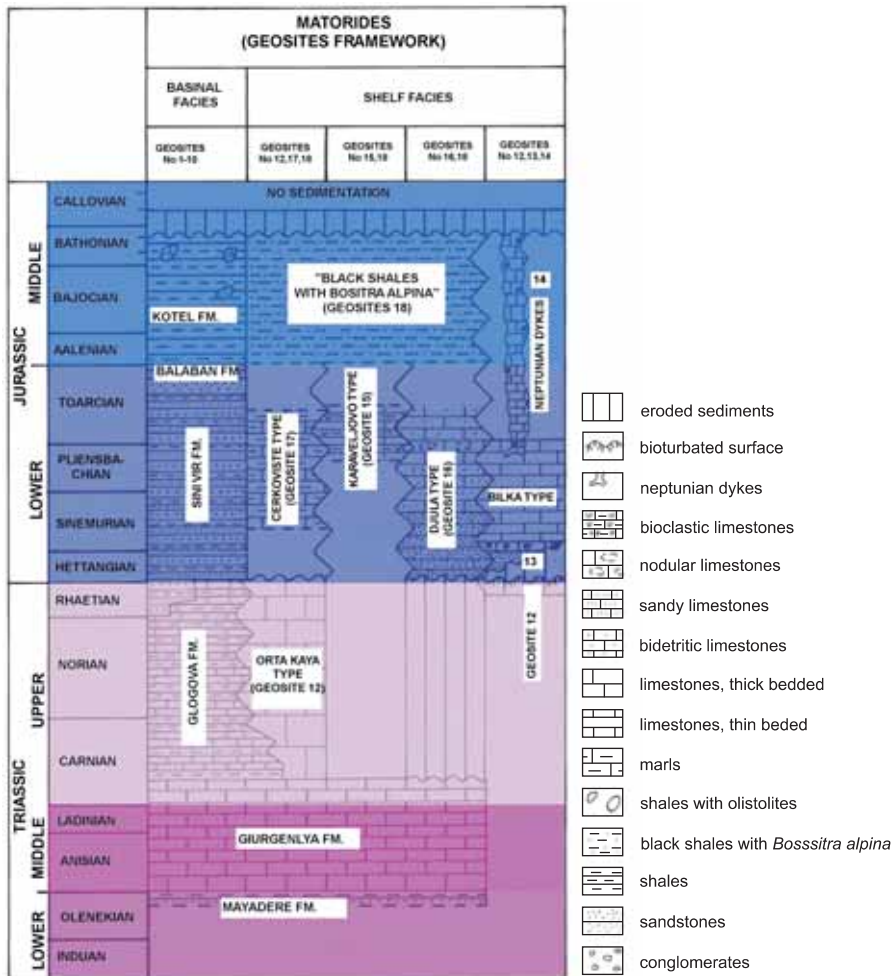 MATORIDES
(GEOSITES FRAMEWORK)
BASINAL
FACIES
SHELF FACIES
GEOSITES
No 1-10
GEOSITES
No 12,17,18
GEOSITES
No 15,18
GEOSITES
No 16,18
GEOSITES
No 12,13,14
JURASSIC
MIDDLE
CALLOVIAN
NO SEDIMENTATION
BATHONIAN
BAJOCIAN
"BLACK SHALES
WITH BOSITRA ALPINA"
(GEOSITES 18)
14
NEPTUNIAN DYKES
KOTEL FM.
AALENIAN
LOWER
BALABAN FM
TOARCIAN
PLIENSBA-
CHIAN
SINEMURIAN
HETTANGIAN
SINI VIR FM.
CERKOVISTE TYPE
(GEOSITE 17)
KARAVELJOVO TYPE
(GEOSITE 15)
DJULA TYPE
(GEOSITE 16)
BILKA TYPE
13
GEOSITE 12
TRIASSIC
UPPER
RHAETIAN
NORIAN
CARNIAN
GLOGOVA FM.
ORTA KAYA
TYPE
(GEOSITE 12)
MIDDLE
LADINIAN
ANISIAN
GIURGENLYA FM.
LOWER
OLENEKIAN
MAYADERE FM.
INDUAN
eroded sediments
bioturbated surface
neptunian dykes
bioclastic limestones
nodular limestones
sandy limestones
bidetritic limestones
limestones, thick bedded
limestones, thin beded
marls
shales with olistolites
black shales with Bosssitra alpina
shales
sandstones
conglomerates